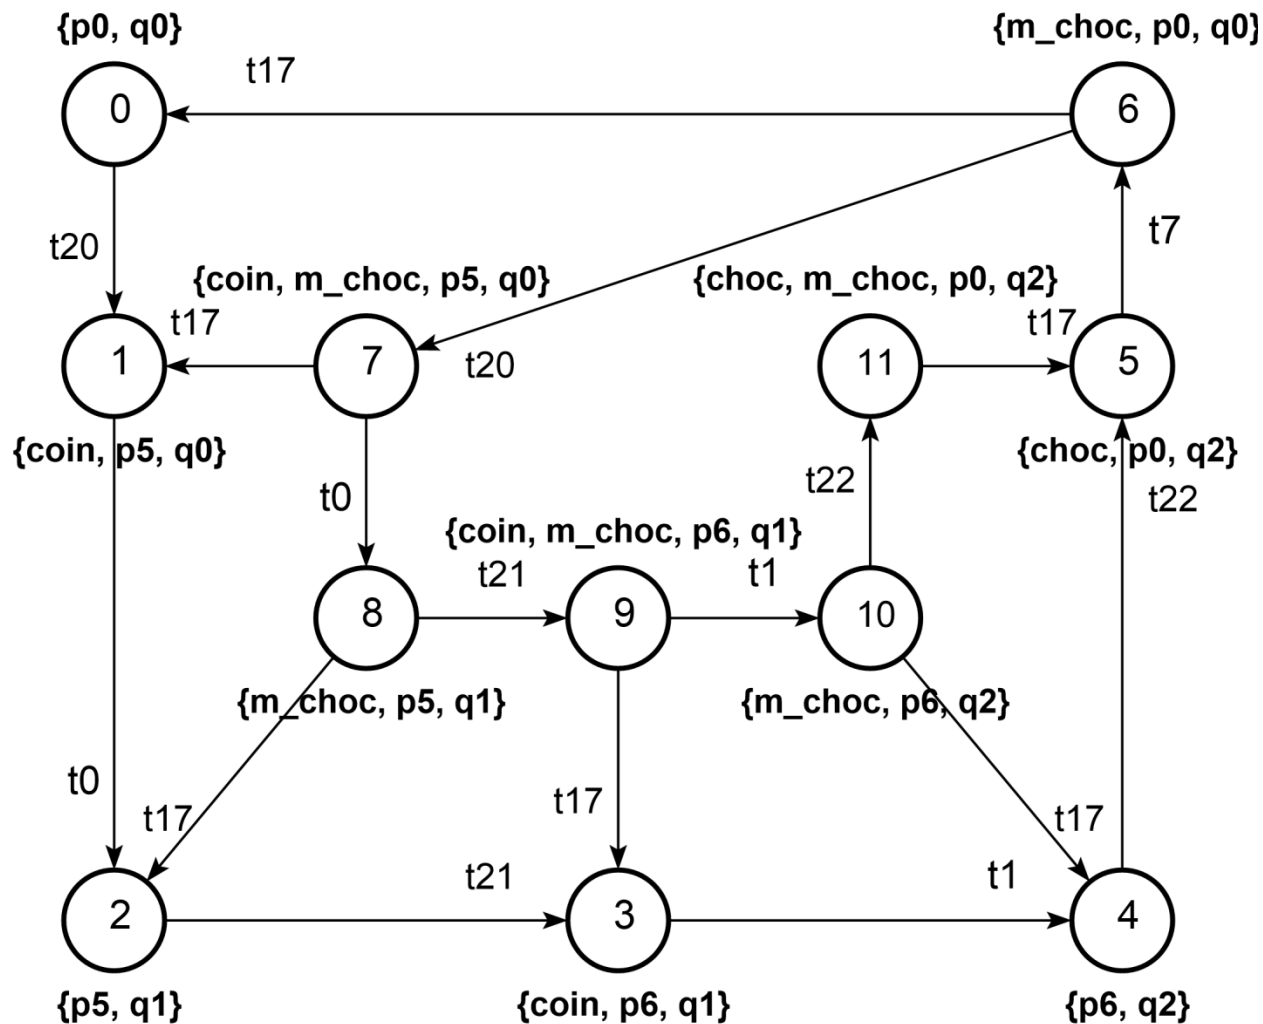 {p0, q0}
{m_choc, p0, q0}
t17
0
6
t20
t7
{coin, m_choc, p5, q0}
{choc, m_choc, p0, q2}
t17
t17
1
7
t20
11
5
{coin, p5, q0}
{choc, p0, q2}
t0
t22
t22
{coin, m_choc, p6, q1}
t21
t1
8
9
10
{m_choc, p5, q1}
{m_choc, p6, q2}
t0
t17
t17
t17
t21
t1
2
3
4
{p5, q1}
{coin, p6, q1}
{p6, q2}